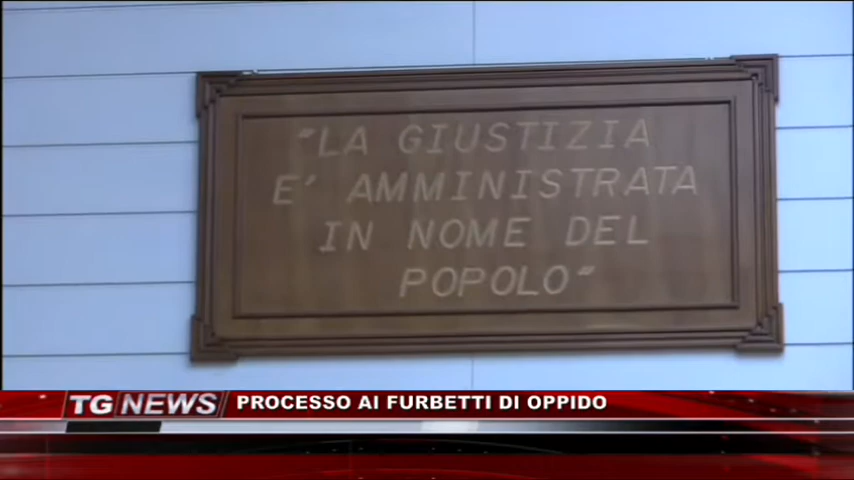 "LA GIUSTIZIA
E' AMMINISTRATA
IN NOME DEL
POPOLO"
TG NEWS PROCESSO AI FURBETTI DI OPPIDO